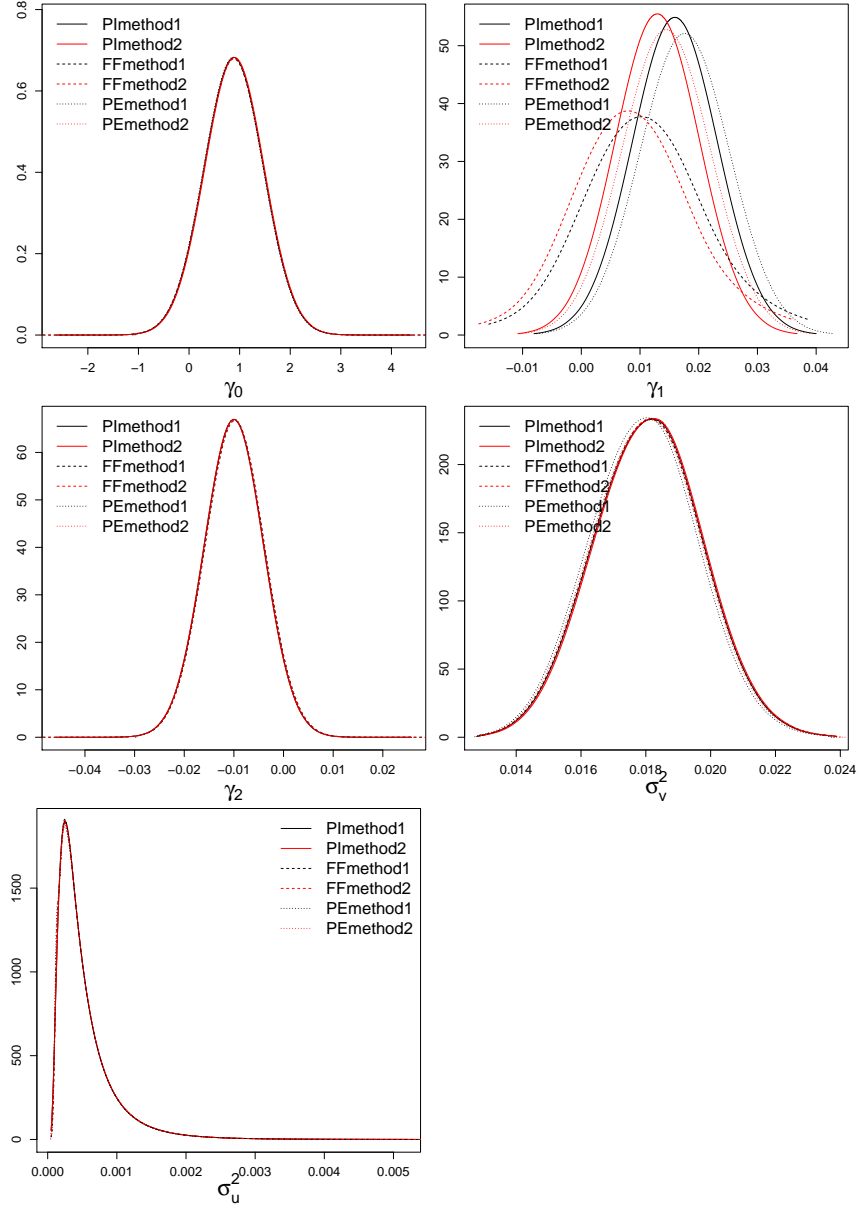 PImethod1
PImethod2
FFmethod1
FFmethod2
PEmethod1
PEmethod2
0.0 0.2 0.4 0.6 0.8
−2 −1 0 1 2 3 4
γ0
PImethod1
PImethod2
FFmethod1
FFmethod2
PEmethod1
PEmethod2
0 10 20 30 40 50
−0.01 0.00 0.01 0.02 0.03 0.04
γ1
PImethod1
PImethod2
FFmethod1
FFmethod2
PEmethod1
PEmethod2
0 10 20 30 40 50 60
−0.04 −0.03 −0.02 −0.01 0.00 0.01 0.02
γ2
PImethod1
PImethod2
FFmethod1
FFmethod2
PEmethod1
PEmethod2
0 50 100 150 200
0.014 0.016 0.018 0.020 0.022 0.024
σv2
PImethod1
PImethod2
FFmethod1
FFmethod2
PEmethod1
PEmethod2
0 500 1000 1500
0.000 0.001 0.002 0.003 0.004 0.005
σu2